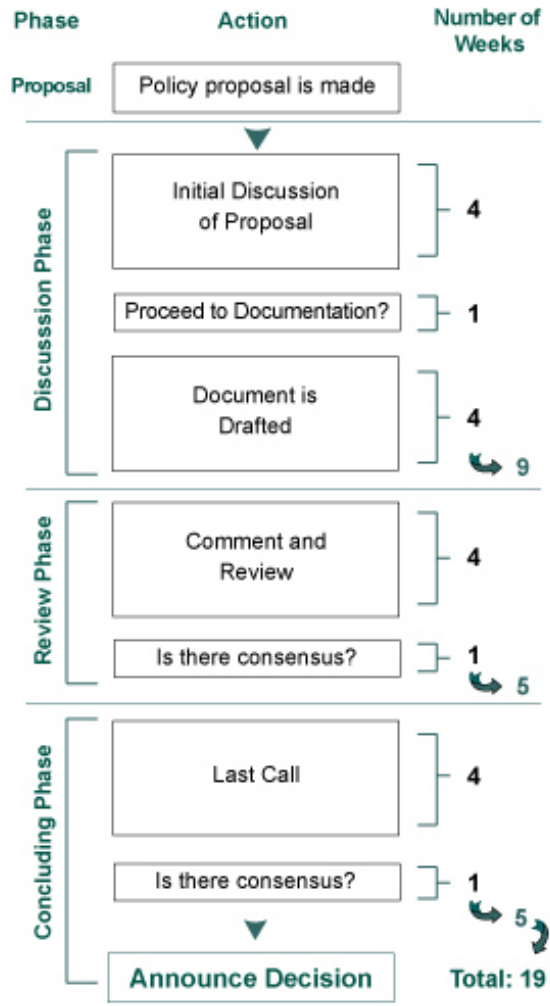 Phase
Action
Number of
Weeks
Proposal
Policy proposal is made
Discusssion Phase
Initial Discussion
of Proposal
4
Proceed to Documentation?
1
Document is
Drafted
4
9
Review Phase
Comment and
Review
4
Is there consensus?
1
5
Concluding Phase
Last Call
4
Is there consensus?
1
5
Announce Decision
Total: 19